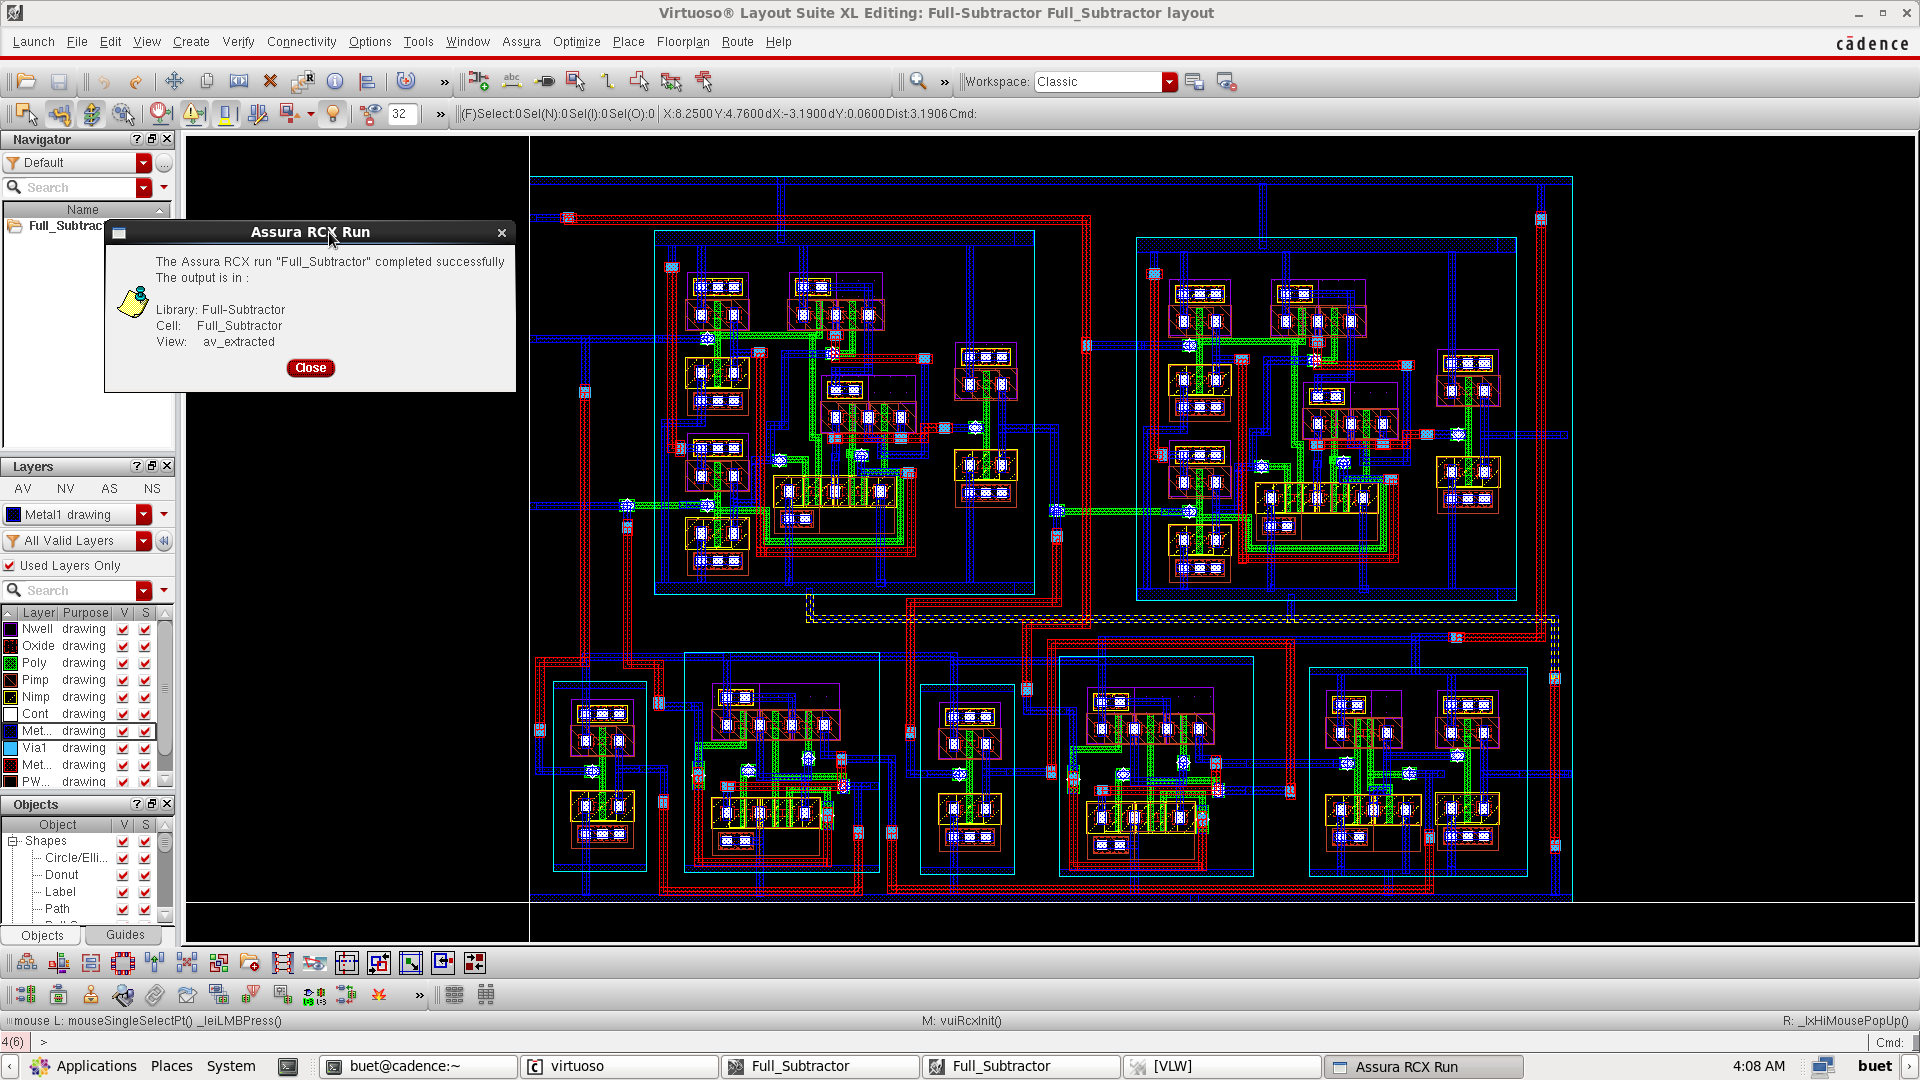 Virtuoso® Layout Suite XL Editing: Full-Subtractor Full_Subtractor layout
Launch File Edit View Create Verify Connectivity Options Tools Window Assura Optimize Place Floorplan Route Help
cādence
Workspace: Classic
32 (F)Select:0 Sel(N):0 Sel(I):0 Sel(O):0 X:8.2500 Y:4.7600 dX:-3.1900 dY:0.0600 Dist:3.1906 Cmd:
Navigator
Default
Search
Name
Full_Subtrac
Assura RCX Run
The Assura RCX run "Full_Subtractor" completed successfully
The output is in :
Library: Full-Subtractor
Cell: Full_Subtractor
View: av_extracted
Close
Layers
AV NV AS NS
Metal1 drawing
All Valid Layers
Used Layers Only
Search
Layer Purpose V S
Nwell drawing
Oxide drawing
Poly drawing
Pimp drawing
Nimp drawing
Cont drawing
Met... drawing
Via1 drawing
Met... drawing
PW... drawing
Objects
Object V S
Shapes
Circle/Elli...
Donut
Label
Path
Objects Guides
mouse L: mouseSingleSelectPt() _leiLMBPress() M: vuiRcxInit() R: _lxHiMousePopUp()
4(6) > Cmd:
Applications Places System buet@cadence:~ virtuoso Full_Subtractor Full_Subtractor [VLW] Assura RCX Run 4:08 AM buet